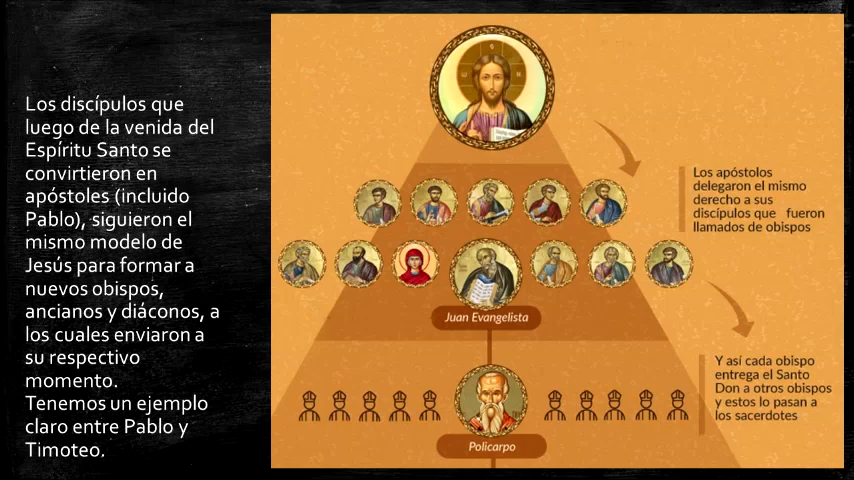 Los discípulos que
luego de la venida del
Espíritu Santo se
convirtieron en
apóstoles (incluido
Pablo), siguieron el
mismo modelo de
Jesús para formar a
nuevos obispos,
ancianos y diáconos, a
los cuales enviaron a
su respectivo
momento.
Tenemos un ejemplo
claro entre Pablo y
Timoteo.
Los apóstolos
delegaron el mismo
derecho a sus
discípulos que fueron
llamados de obispos
Juan Evangelista
Y así cada obispo
entrega el Santo
Don a otros obispos
y estos lo pasan a
los sacerdotes
Policarpo